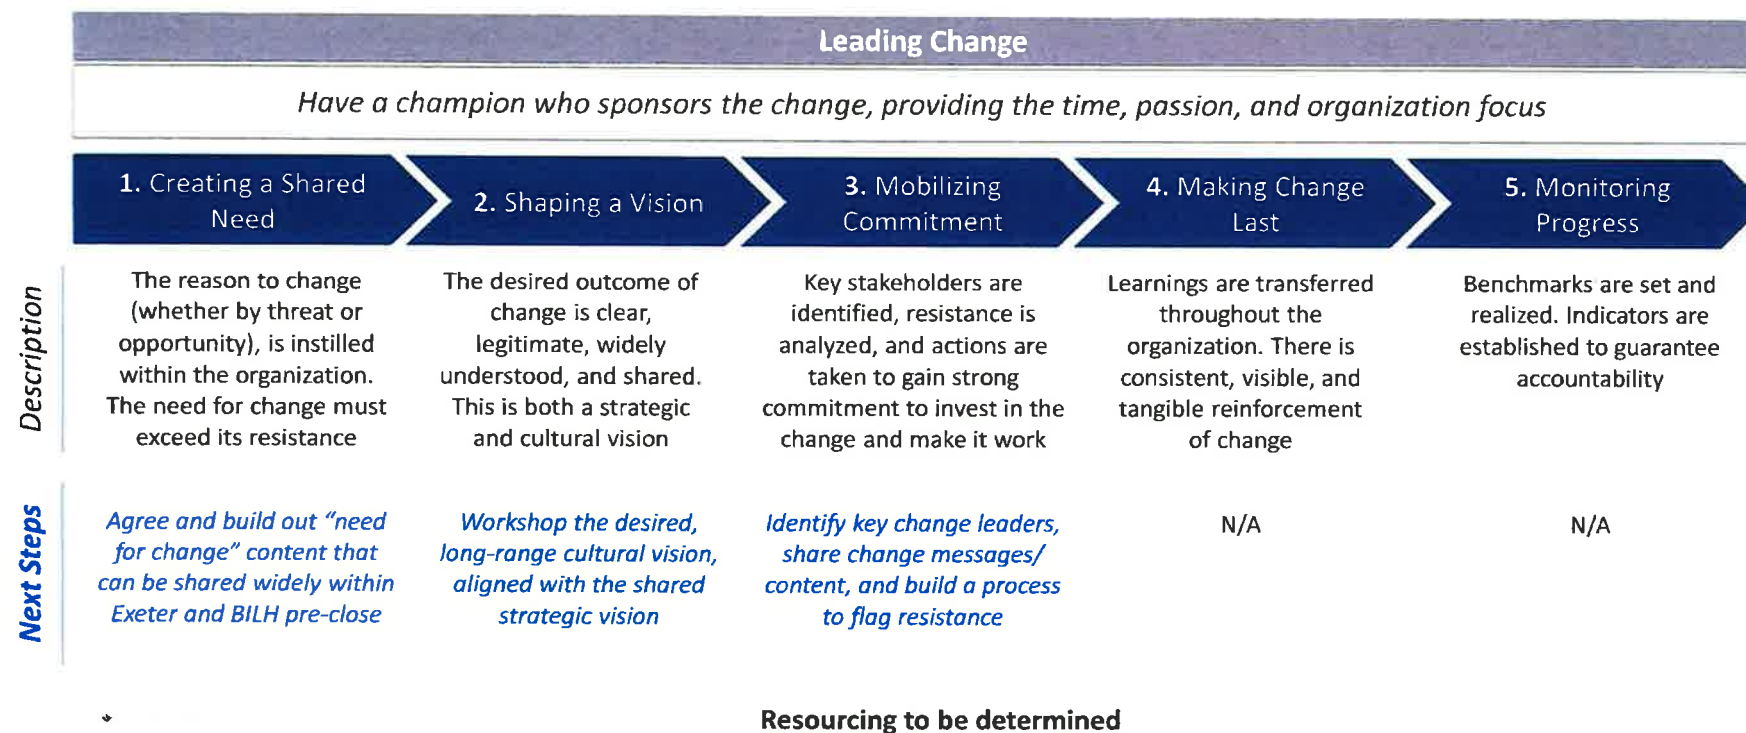 Leading Change
Have a champion who sponsors the change, providing the time, passion, and organization focus
1. Creating a Shared
Need
2. Shaping a Vision
3. Mobilizing
Commitment
4. Making Change
Last
5. Monitoring
Progress
Description
The reason to change
(whether by threat or
opportunity), is instilled
within the organization.
The need for change must
exceed its resistance
The desired outcome of
change is clear,
legitimate, widely
understood, and shared.
This is both a strategic
and cultural vision
Key stakeholders are
identified, resistance is
analyzed, and actions are
taken to gain strong
commitment to invest in the
change and make it work
Learnings are transferred
throughout the
organization. There is
consistent, visible, and
tangible reinforcement
of change
Benchmarks are set and
realized. Indicators are
established to guarantee
accountability
Next Steps
Agree and build out “need
for change” content that
can be shared widely within
Exeter and BILH pre-close
Workshop the desired,
long-range cultural vision,
aligned with the shared
strategic vision
Identify key change leaders,
share change messages/
content, and build a process
to flag resistance
N/A
N/A
Resourcing to be determined